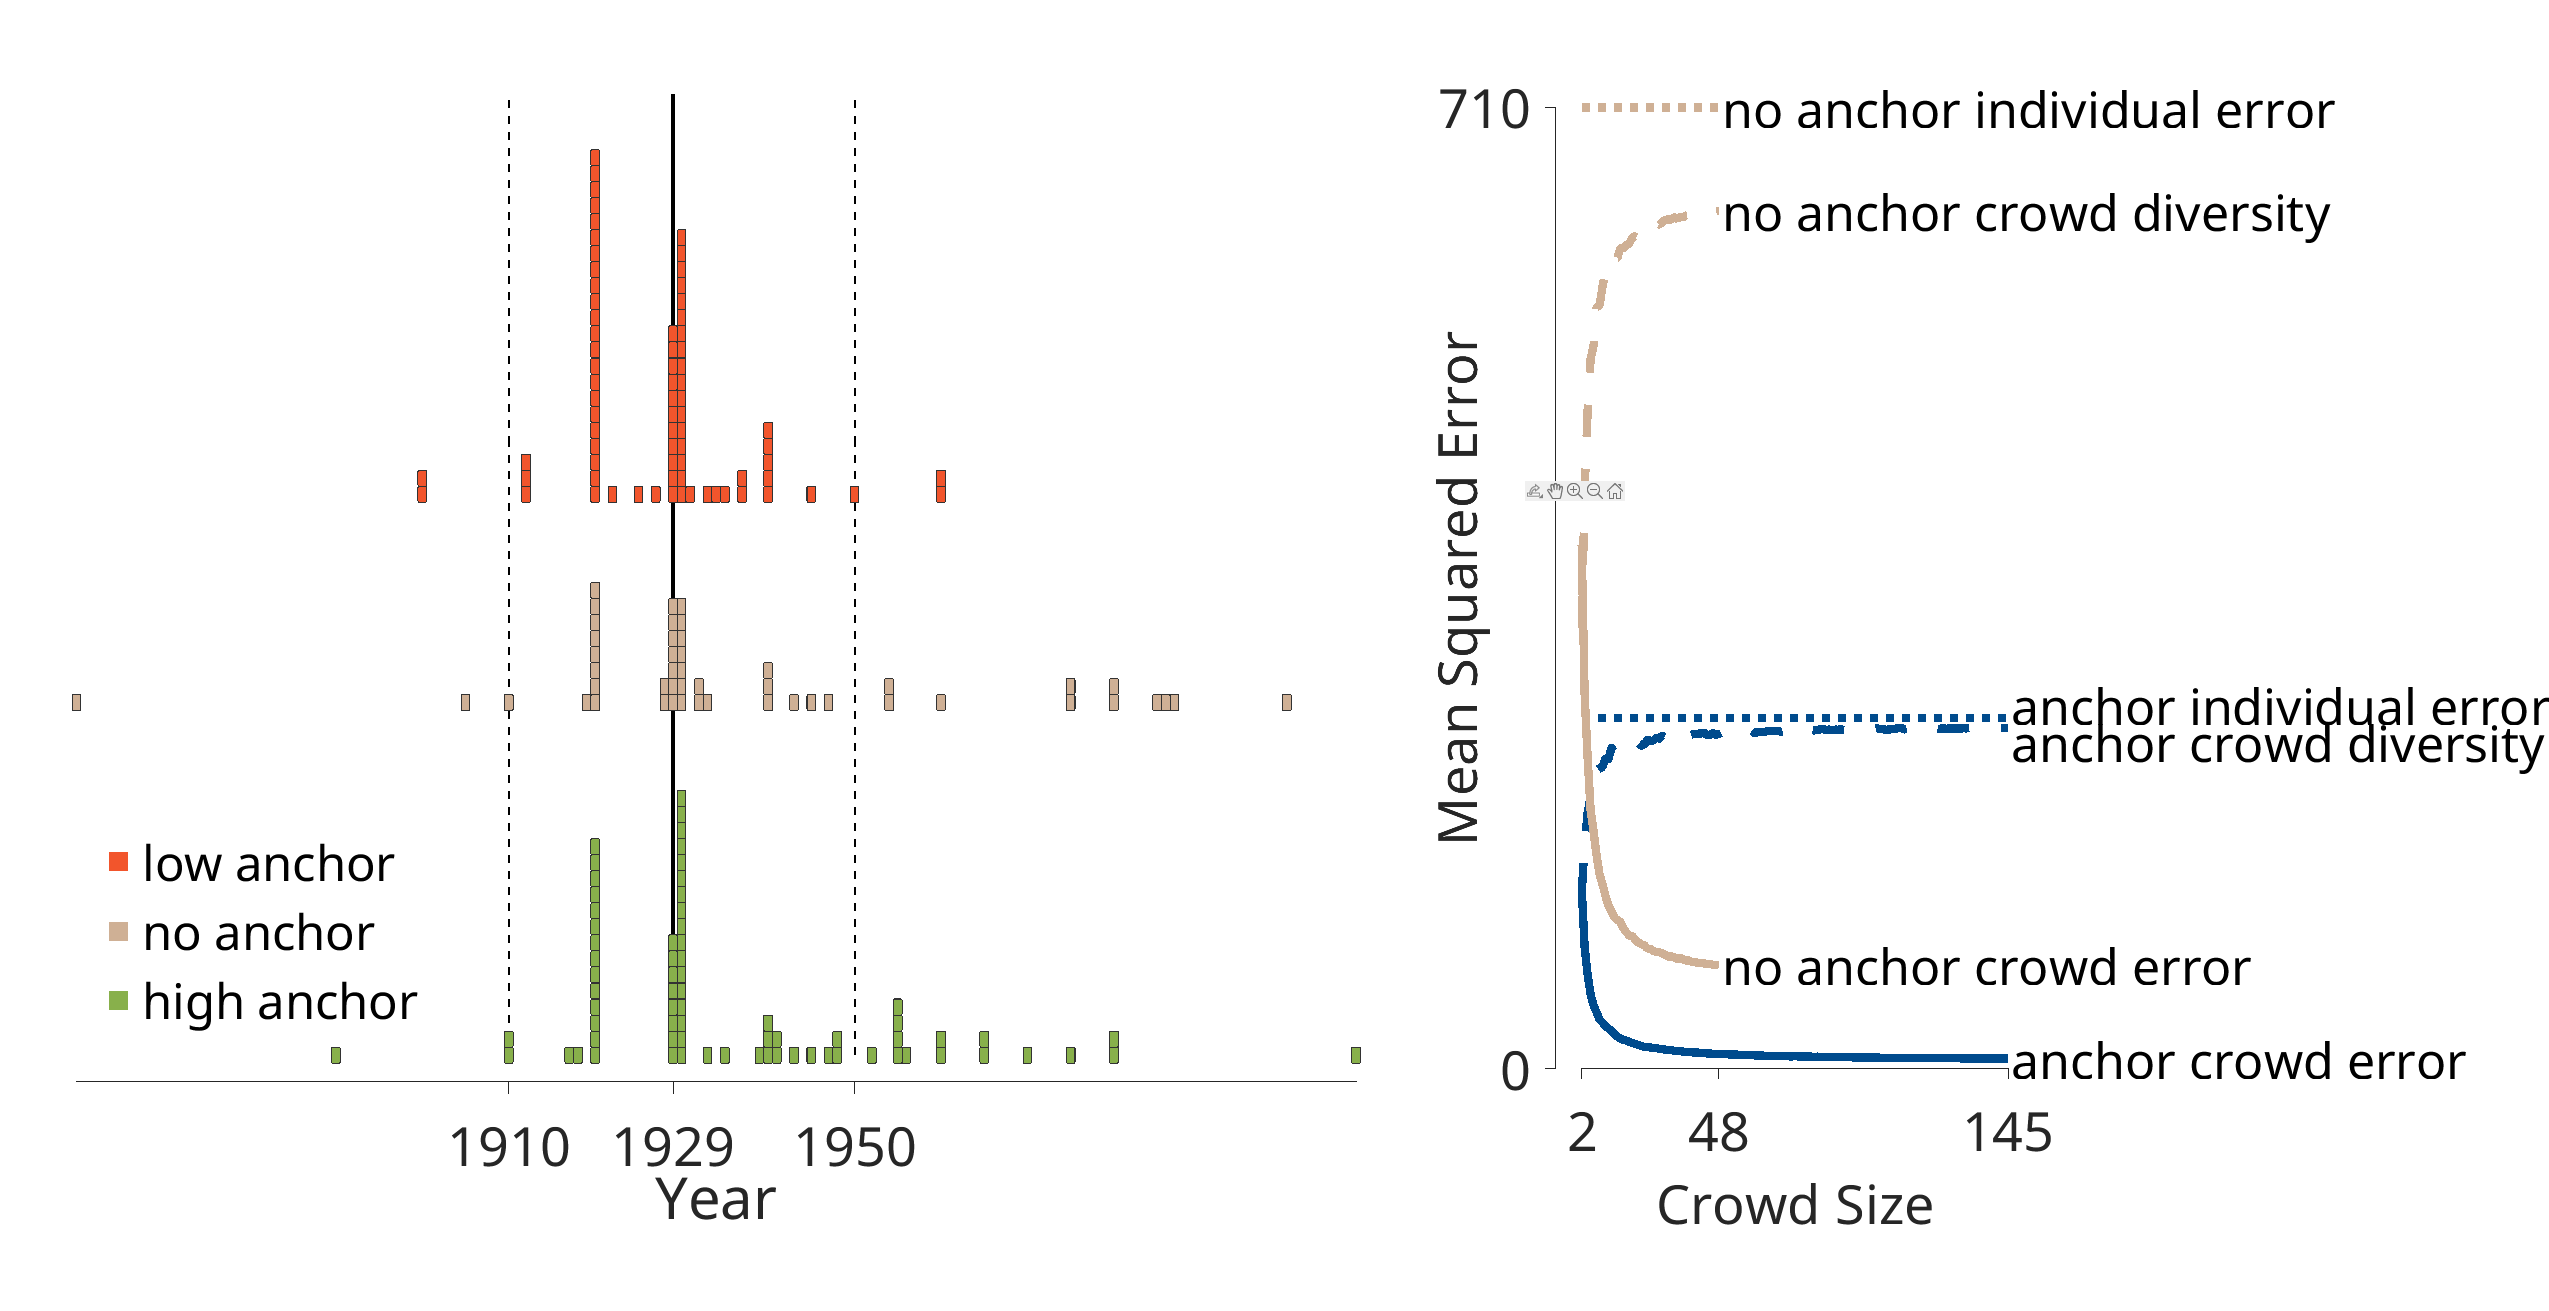 low anchor
no anchor
high anchor
1910
1929
1950
Year
710
0
Mean Squared Error
no anchor individual error
no anchor crowd diversity
anchor individual error
anchor crowd diversity
no anchor crowd error
anchor crowd error
2
48
145
Crowd Size